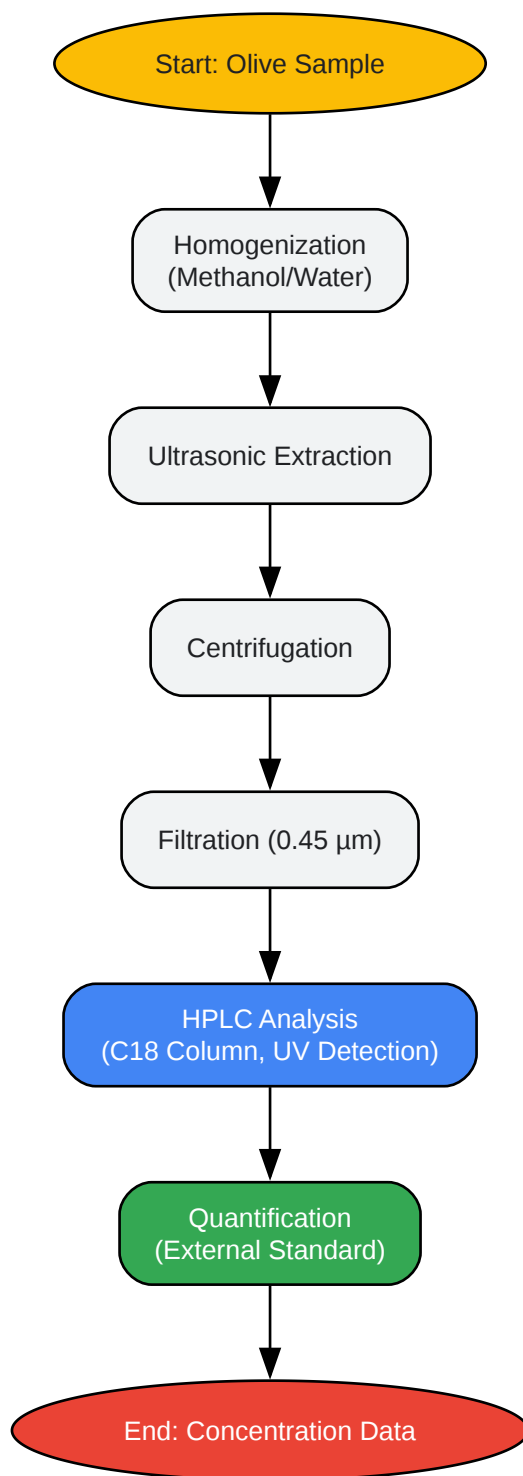 Start: Olive Sample
Homogenization
(Methanol/Water)
Ultrasonic Extraction
Centrifugation
Filtration (0.45 µm)
HPLC Analysis
(C18 Column, UV Detection)
Quantification
(External Standard)
End: Concentration Data